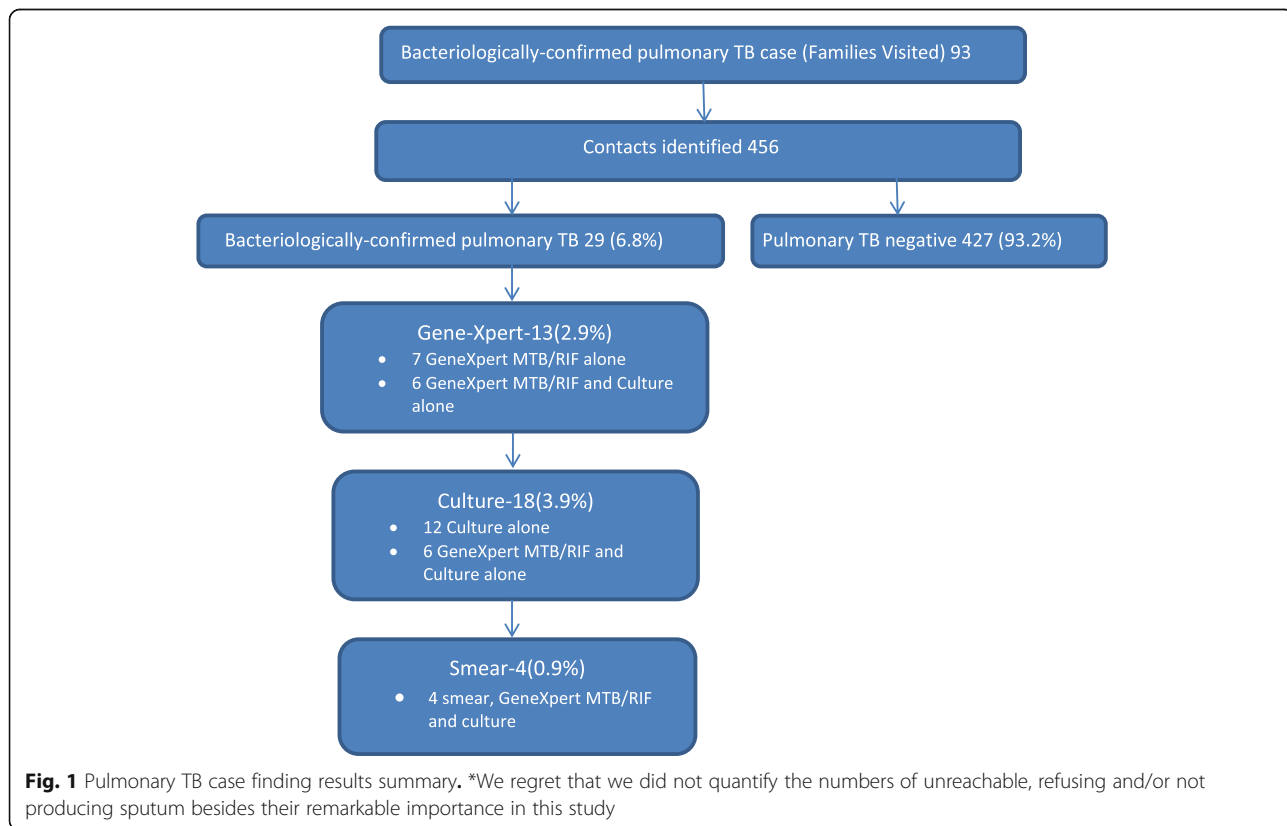 Bacteriologically-confirmed pulmonary TB case (Families Visited) 93
Contacts identified 456
Bacteriologically-confirmed pulmonary TB 29 (6.8%)
Pulmonary TB negative 427 (93.2%)
Gene-Xpert-13(2.9%)
• 7 GeneXpert MTB/RIF alone
• 6 GeneXpert MTB/RIF and Culture
alone
Culture-18(3.9%)
• 12 Culture alone
• 6 GeneXpert MTB/RIF and
Culture alone
Smear-4(0.9%)
• 4 smear, GeneXpert MTB/RIF
and culture
Fig. 1 Pulmonary TB case finding results summary. *We regret that we did not quantify the numbers of unreachable, refusing and/or not
producing sputum besides their remarkable importance in this study